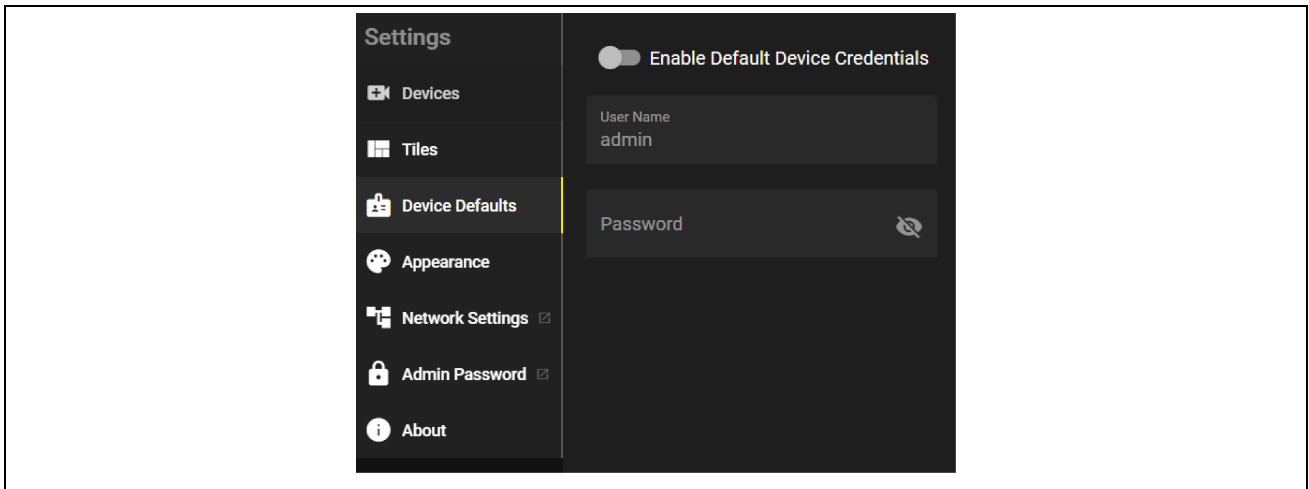 Settings
Devices
Tiles
Device Defaults
Appearance
Network Settings
Admin Password
About
Enable Default Device Credentials
User Name
admin
Password